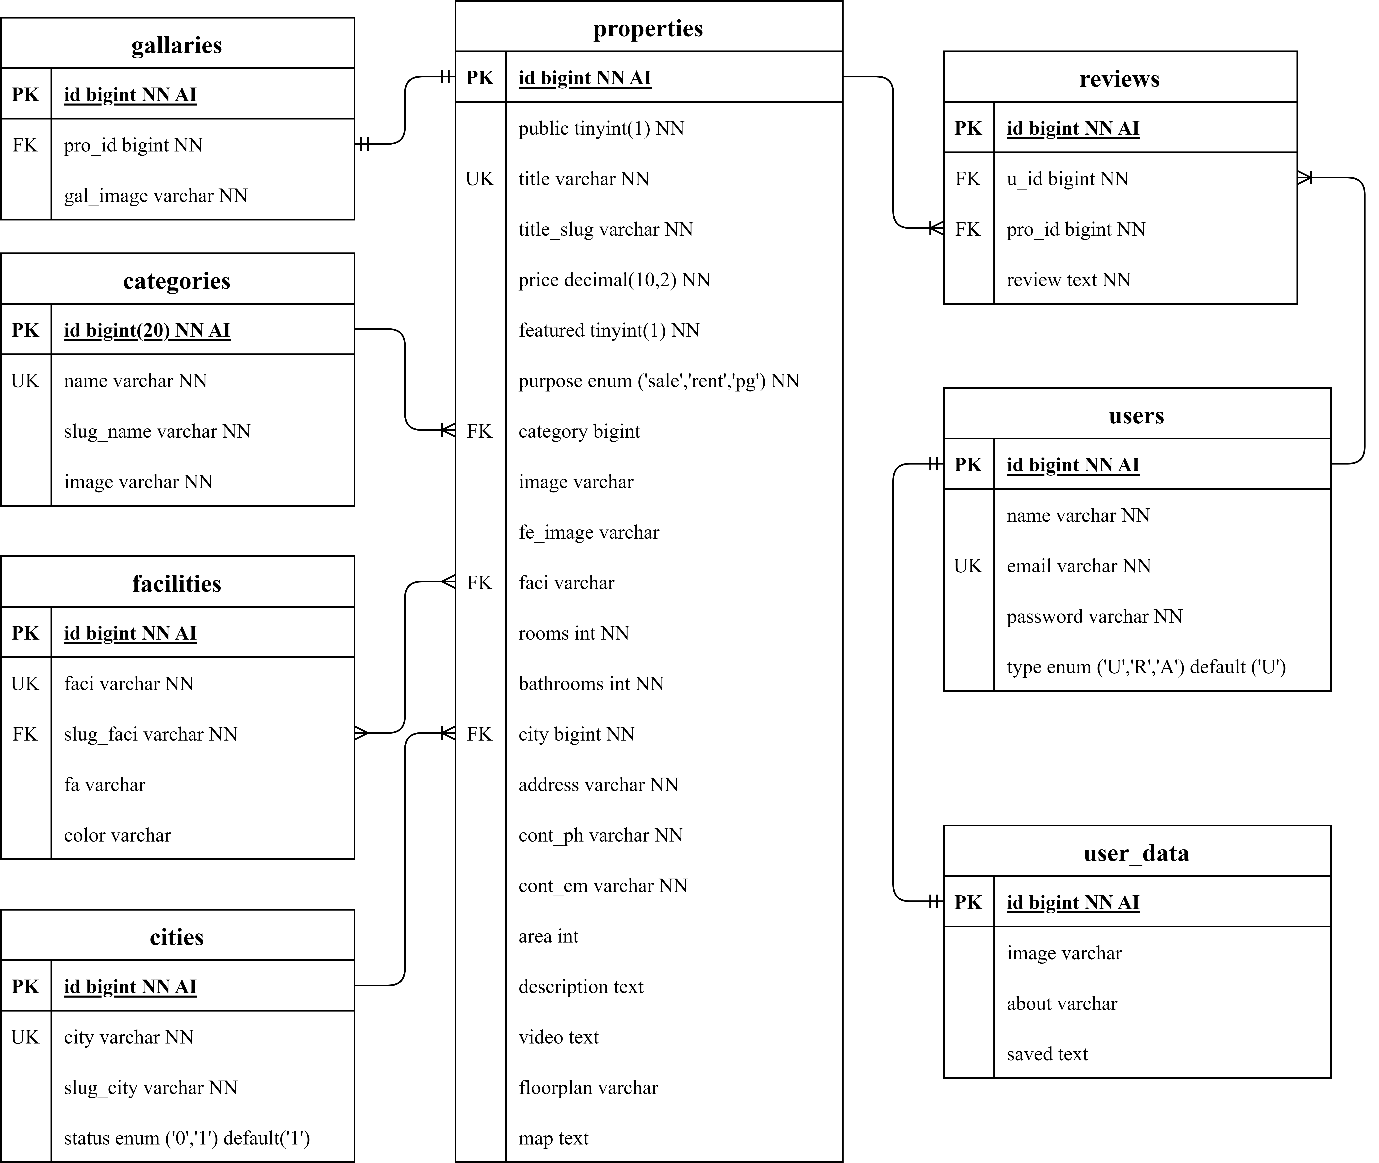 gallaries
PK id bigint NN AI
FK pro_id bigint NN
gal_image varchar NN
categories
PK id bigint(20) NN AI
UK name varchar NN
slug_name varchar NN
image varchar NN
facilities
PK id bigint NN AI
UK faci varchar NN
FK slug_faci varchar NN
fa varchar
color varchar
cities
PK id bigint NN AI
UK city varchar NN
slug_city varchar NN
status enum ('0','1') default('1')
properties
PK id bigint NN AI
public tinyint(1) NN
UK title varchar NN
title_slug varchar NN
price decimal(10,2) NN
featured tinyint(1) NN
purpose enum ('sale','rent','pg') NN
FK category bigint
image varchar
fe_image varchar
FK faci varchar
rooms int NN
bathrooms int NN
FK city bigint NN
address varchar NN
cont_ph varchar NN
cont_em varchar NN
area int
description text
video text
floorplan varchar
map text
reviews
PK id bigint NN AI
FK u_id bigint NN
FK pro_id bigint NN
review text NN
users
PK id bigint NN AI
name varchar NN
UK email varchar NN
password varchar NN
type enum ('U','R','A') default ('U')
user_data
PK id bigint NN AI
image varchar
about varchar
saved text